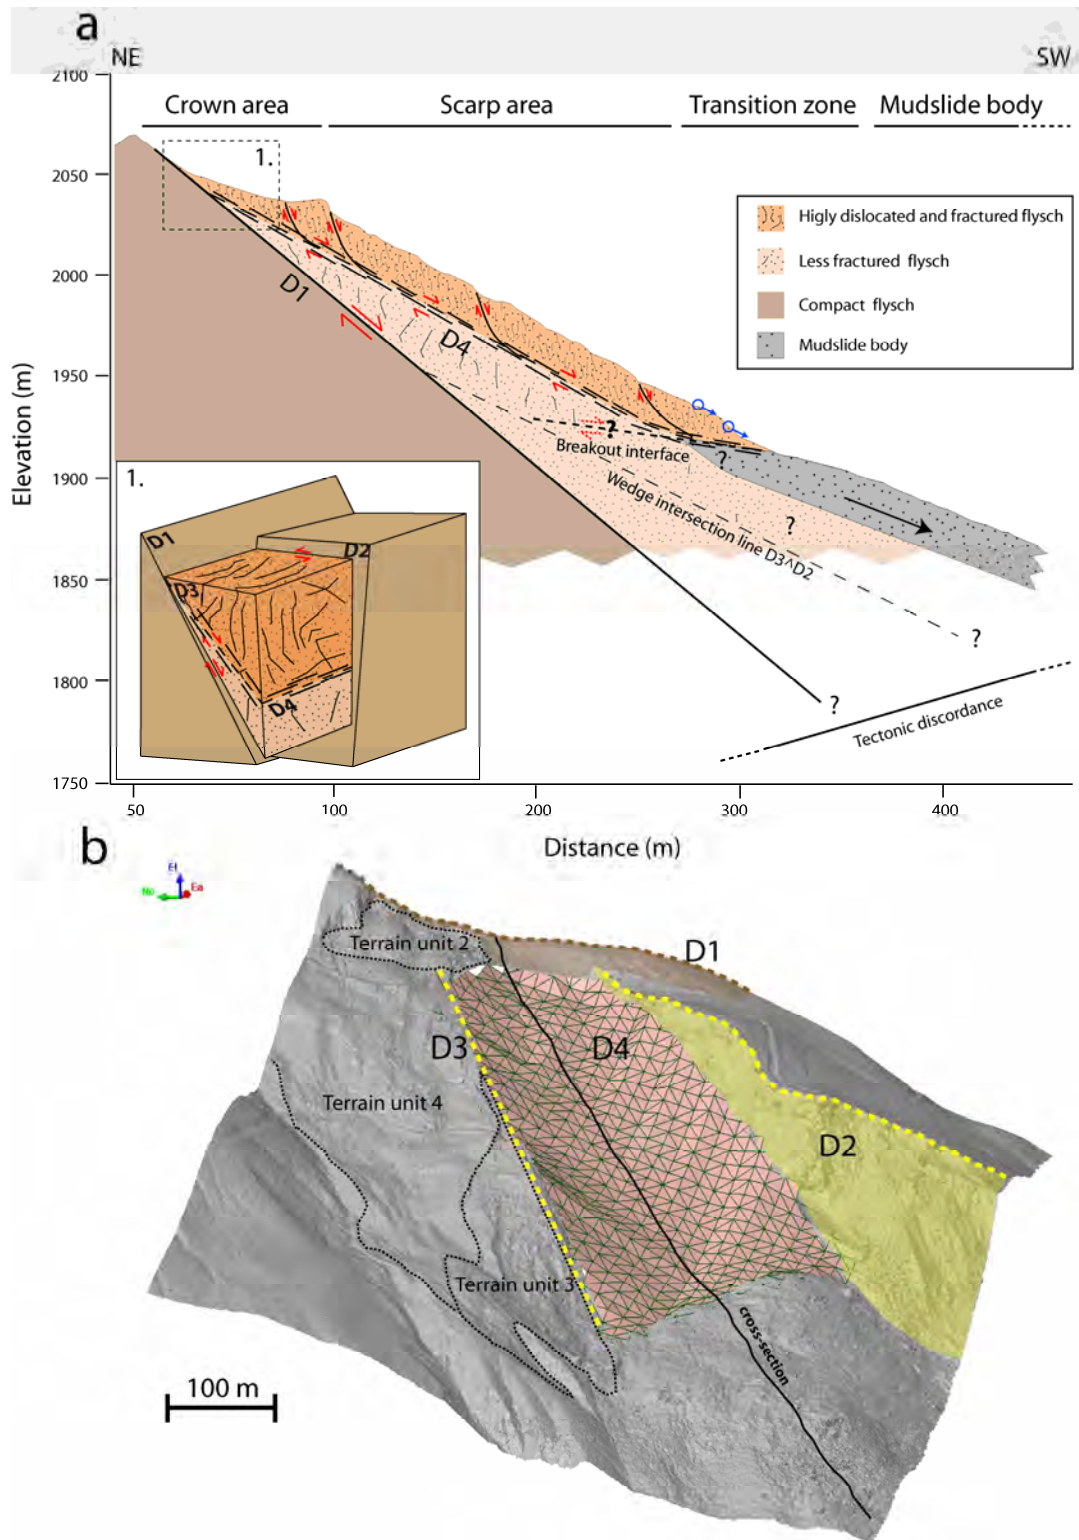 a
NE
SW
2100
Crown area
Scarp area
Transition zone
Mudslide body
1.
2050
Higly dislocated and fractured flysch
Less fractured flysch
Compact flysch
Mudslide body
2000
D1
D4
1950
Elevation (m)
?
Breakout interface
?
1900
Wedge intersection line D3^D2
?
1.
D1
D2
D3
D4
1850
?
1800
?
Tectonic discordance
1750
50
100
200
300
400
Distance (m)
b
El
No
Ea
Terrain unit 2
D1
D3
D4
Terrain unit 4
D2
Terrain unit 3
cross-section
100 m